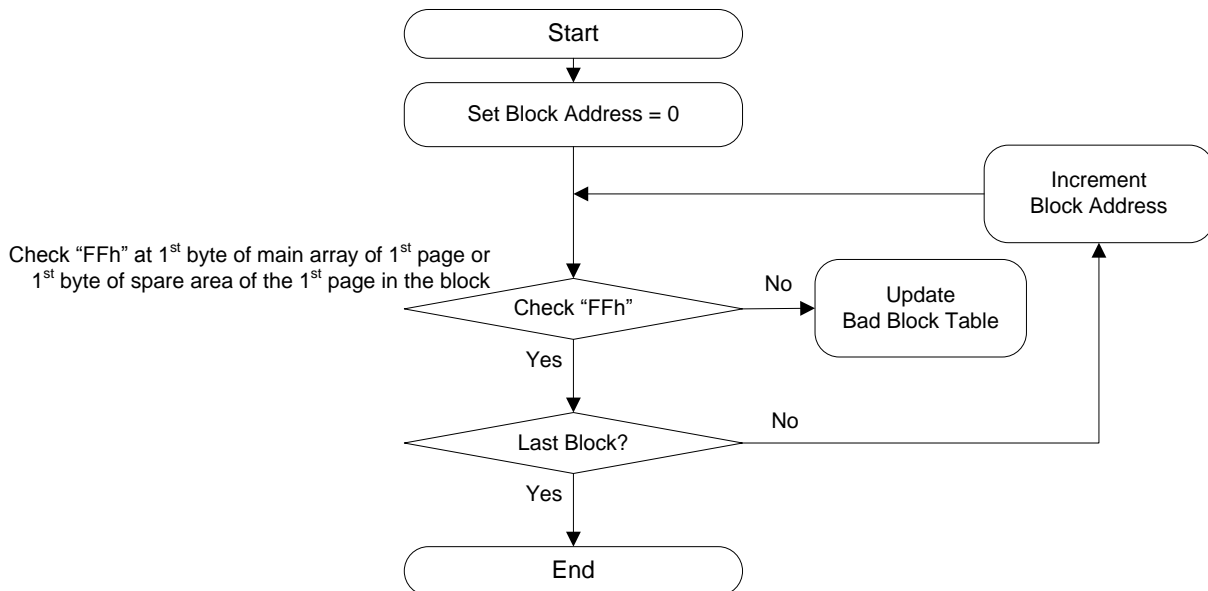 Start
Set Block Address = 0
Increment
Block Address
Check “FFh” at 1st byte of main array of 1st page or
1st byte of spare area of the 1st page in the block
Check “FFh”
No
Update
Bad Block Table
Yes
Last Block?
No
Yes
End